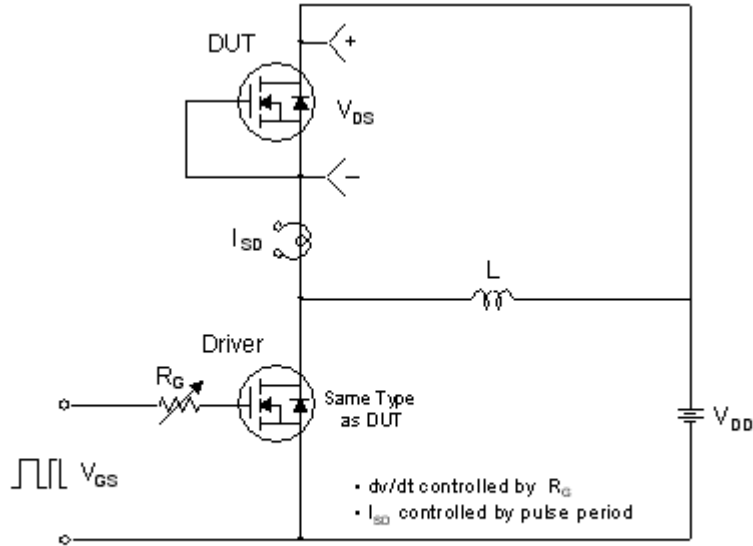 DUT
+
V_DS
−
I_SD
L
Driver
R_G
Same Type
as DUT
V_DD
V_GS
• dv/dt controlled by R_G
• I_SD controlled by pulse period